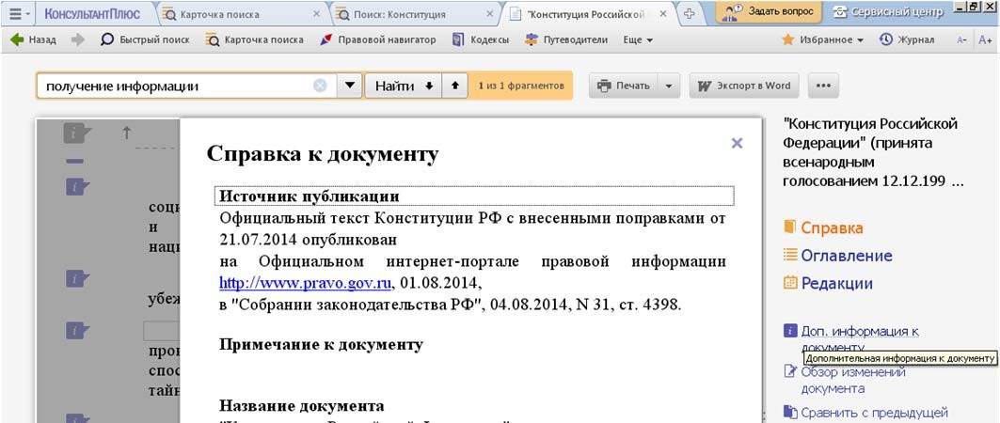 КОНСУЛЬТАНТПЛЮС Карточка поиска Поиск: Конституция "Конституция Российской Задать вопрос Сервисный центр
Назад Быстрый поиск Карточка поиска Правовой навигатор Кодексы Путеводители Еще Избранное Журнал А- А+
получение информации Найти 1 из 1 фрагментов Печать Экспорт в Word
Справка к документу
Источник публикации
Официальный текст Конституции РФ с внесенными поправками от
21.07.2014 опубликован
на Официальном интернет-портале правовой информации
http://www.pravo.gov.ru, 01.08.2014,
в "Собрании законодательства РФ", 04.08.2014, N 31, ст. 4398.
Примечание к документу
Название документа
соци
и
наци
убеж
прои
спос
тайн
"Конституция Российской
Федерации" (принята
всенародным
голосованием 12.12.199 ...
Справка
Оглавление
Редакции
Доп. информация к
документу
Дополнительная информация к документу
Обзор изменений
документа
Сравнить с предыдущей